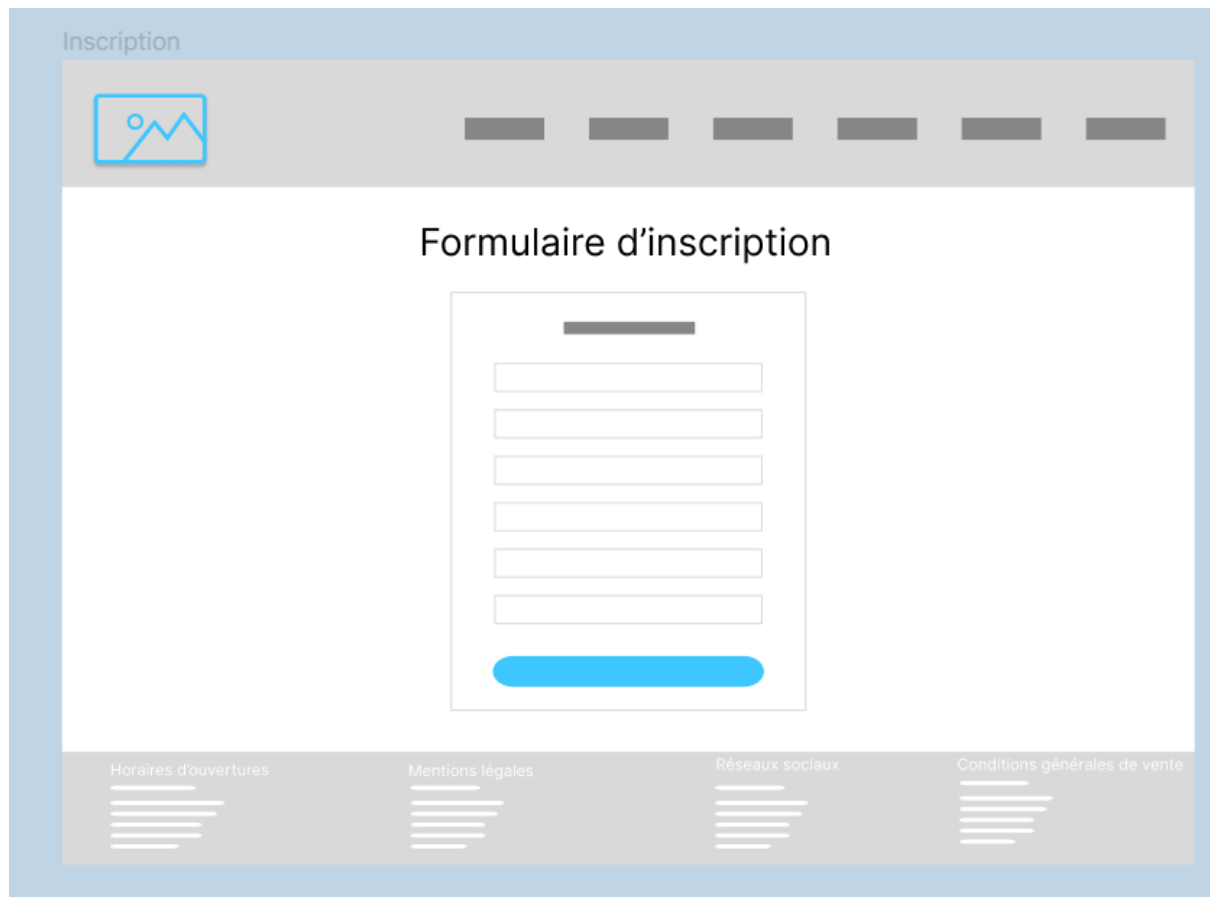 Inscription
Formulaire d’inscription
Horaires d’ouvertures
Mentions légales
Réseaux sociaux
Conditions générales de vente